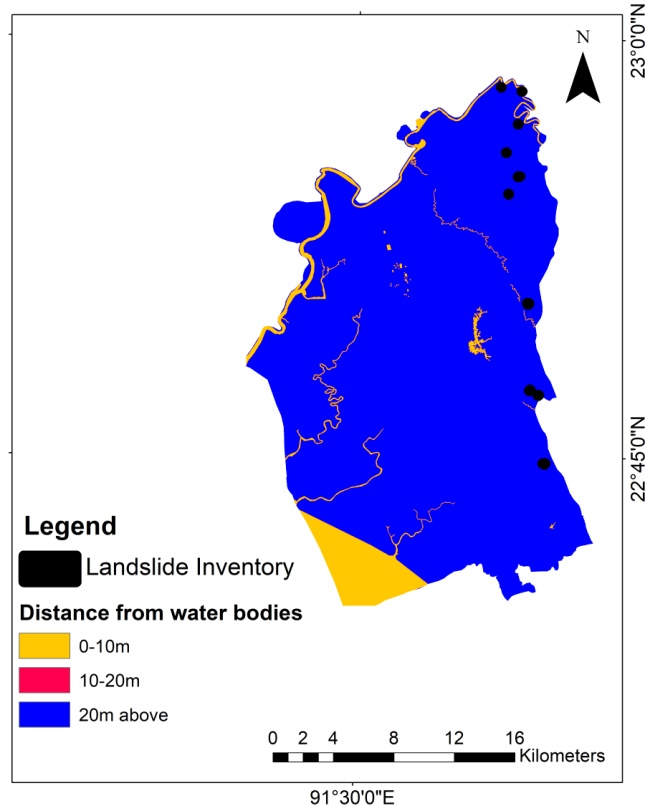 23°0'0"N
N
22°45'0"N
Legend
Landslide Inventory
Distance from water bodies
0-10m
10-20m
20m above
0 2 4 8 12 16
Kilometers
91°30'0"E